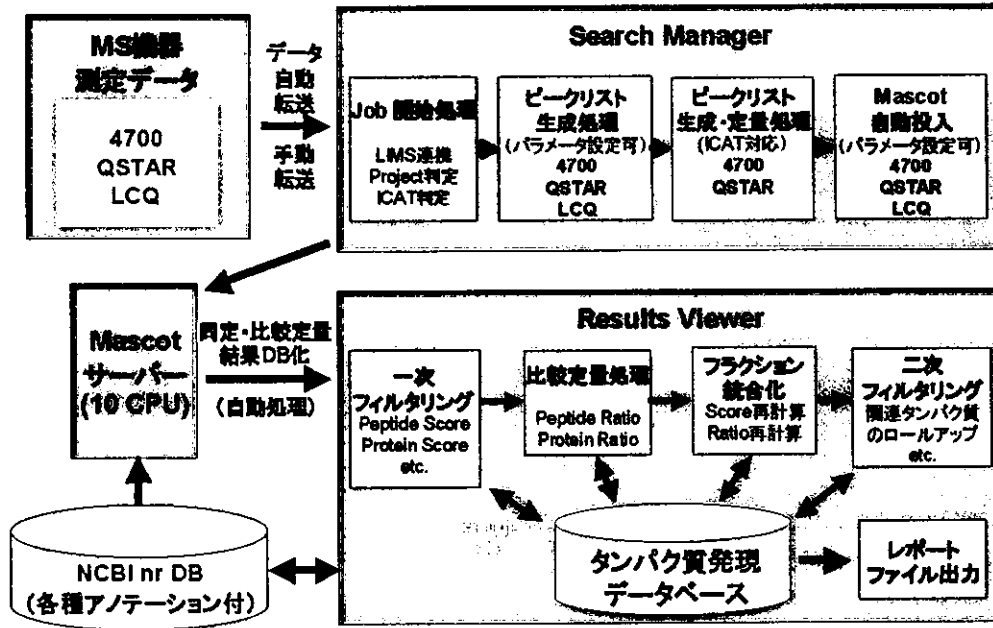 MS機器
測定データ
4700
QSTAR
LCQ
データ
自動
転送
手動
転送
Search Manager
Job 開始処理
LIMS連携
Project判定
ICAT判定
ピークリスト
生成処理
(パラメータ設定可)
4700
QSTAR
LCQ
ピークリスト
生成・定量処理
(ICAT対応)
4700
QSTAR
Mascot
自動投入
(パラメータ設定可)
4700
QSTAR
LCQ
Mascot
サーバー
(10 CPU)
同定・比較定量
結果DB化
(自動処理)
Results Viewer
一次
フィルタリング
Peptide Score
Protein Score
etc.
比較定量処理
Peptide Ratio
Protein Ratio
フラクション
統合化
Score再計算
Ratio再計算
二次
フィルタリング
関連タンパク質
のロールアップ
etc.
NCBI nr DB
(各種アノテーション付)
タンパク質発現
データベース
レポート
ファイル出力